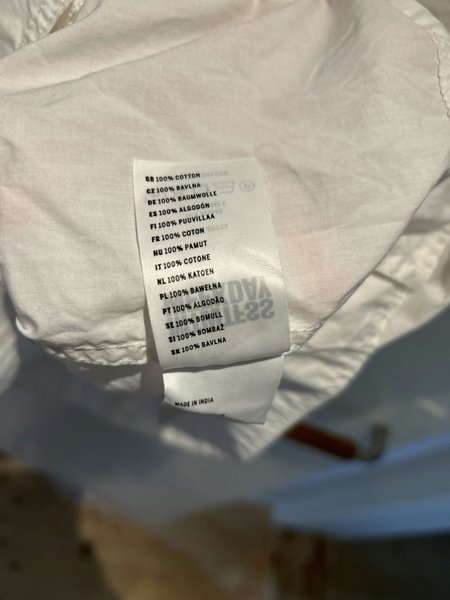 GB 100% COTTON
CZ 100% BAVLNA
DE 100% BAUMWOLLE
ES 100% ALGODÓN
FI 100% PUUVILLAA
FR 100% COTON
HU 100% PAMUT
IT 100% COTONE
NL 100% KATOEN
PL 100% BAWEŁNA
PT 100% ALGODÃO
SE 100% BOMULL
SI 100% BOMBAŽ
SK 100% BAVLNA
MADE IN INDIA